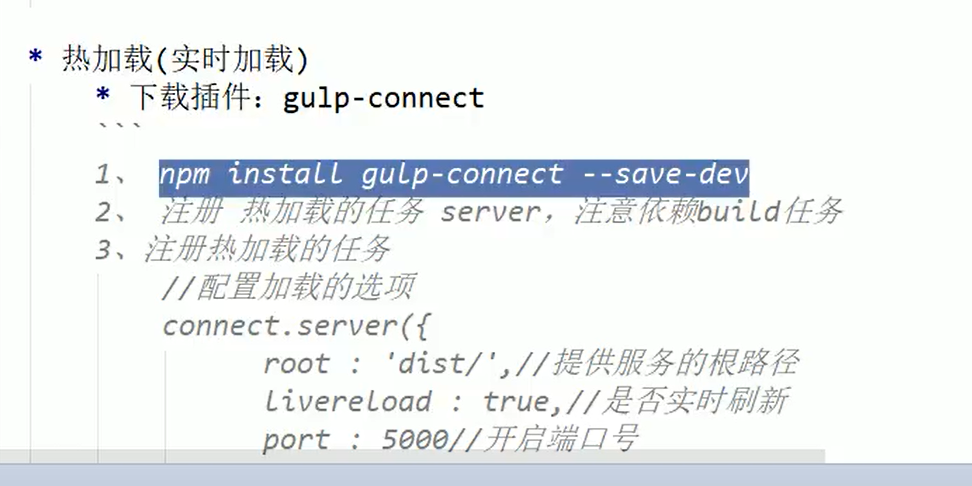 * 热加载(实时加载)
* 下载插件：gulp-connect
```
1、 npm install gulp-connect --save-dev
2、 注册 热加载的任务 server，注意依赖build任务
3、注册热加载的任务
//配置加载的选项
connect.server({
root : 'dist/',//提供服务的根路径
livereload : true,//是否实时刷新
port : 5000//开启端口号